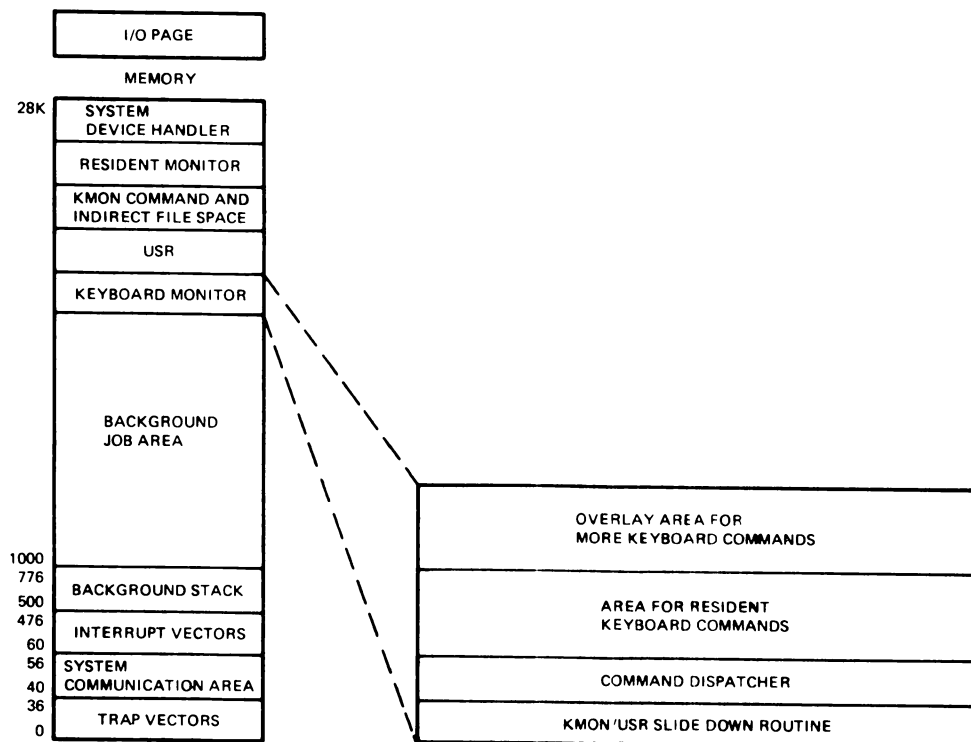 I/O PAGE
MEMORY
28K
SYSTEM
DEVICE HANDLER
RESIDENT MONITOR
KMON COMMAND AND
INDIRECT FILE SPACE
USR
KEYBOARD MONITOR
BACKGROUND
JOB AREA
1000
776
BACKGROUND STACK
500
476
INTERRUPT VECTORS
60
56
SYSTEM
COMMUNICATION AREA
40
36
TRAP VECTORS
0
OVERLAY AREA FOR
MORE KEYBOARD COMMANDS
AREA FOR RESIDENT
KEYBOARD COMMANDS
COMMAND DISPATCHER
KMON'USR SLIDE DOWN ROUTINE